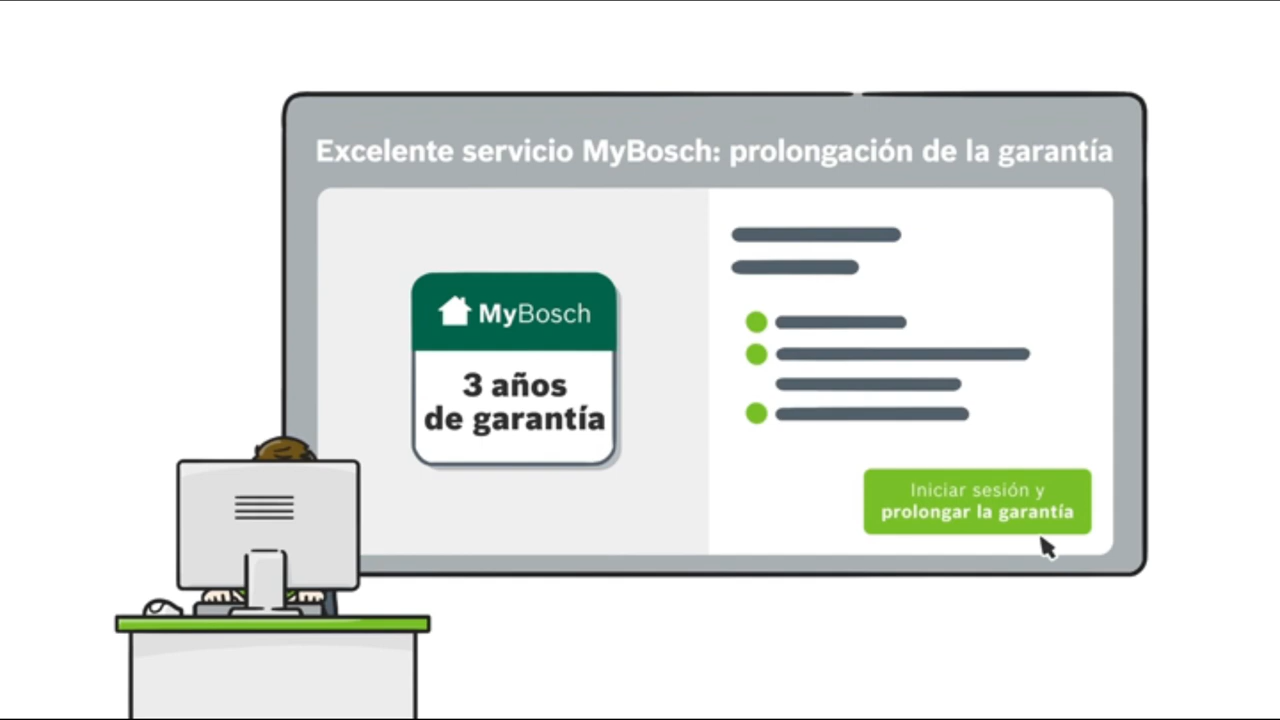 Excelente servicio MyBosch: prolongación de la garantía
MyBosch
3 años
de garantía
Iniciar sesión y
prolongar la garantía